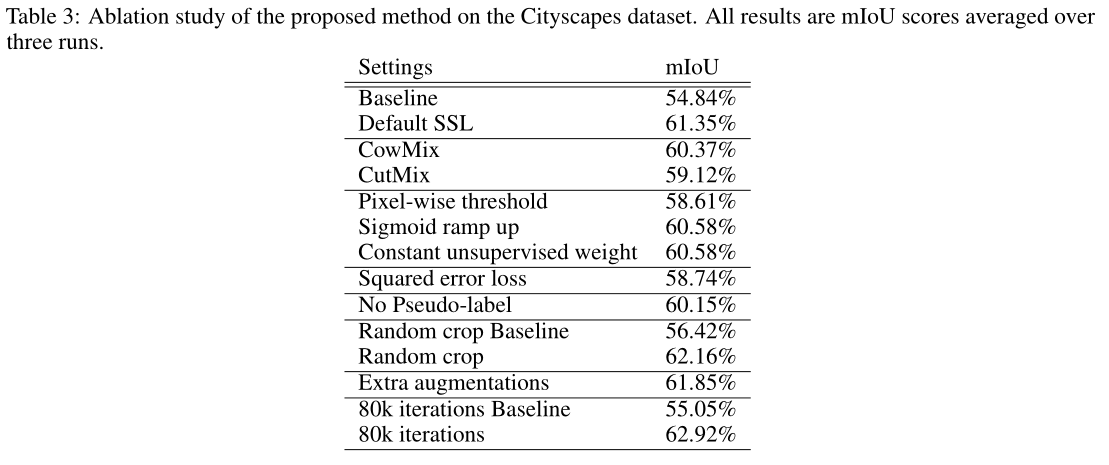 Table 3: Ablation study of the proposed method on the Cityscapes dataset. All results are mIoU scores averaged over
three runs.
Settings mIoU
Baseline 54.84%
Default SSL 61.35%
CowMix 60.37%
CutMix 59.12%
Pixel-wise threshold 58.61%
Sigmoid ramp up 60.58%
Constant unsupervised weight 60.58%
Squared error loss 58.74%
No Pseudo-label 60.15%
Random crop Baseline 56.42%
Random crop 62.16%
Extra augmentations 61.85%
80k iterations Baseline 55.05%
80k iterations 62.92%